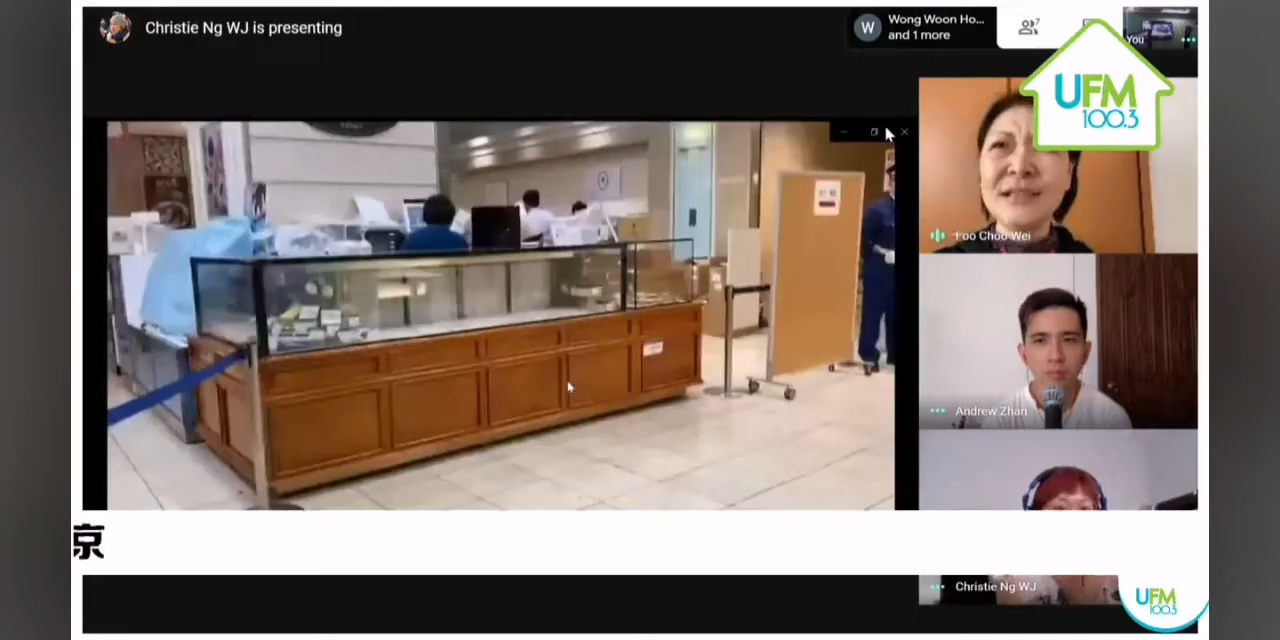 Christie Ng WJ is presenting
W
Wong Woon Ho...
and 1 more
7
You
UFM
100.3
Foo Choo Wei
Andrew Zhan
京
Christie Ng WJ
UFM
100.3